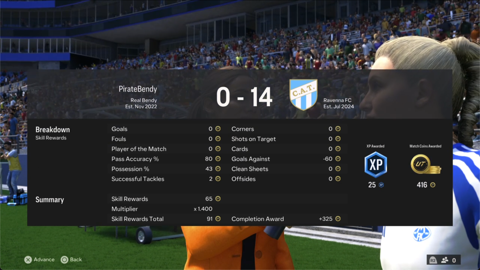 PirateBendy
0 - 14
C.A.T.
Real Bendy
Est. Nov 2022
Ravenna FC
Est. Jul 2024
Breakdown
Skill Rewards
Goals 0
Fouls 0
Player of the Match 0
Pass Accuracy % 80
Possession % 43
Successful Tackles 2
Corners 0
Shots on Target 0
Cards 0
Goals Against -60
Clean Sheets 0
Offsides 0
XP Awarded
XP
25
Match Coins Awarded
UT
416
Summary
Skill Rewards 65
Multiplier x 1.400
Skill Rewards Total 91
Completion Award +325
Advance
Back
0